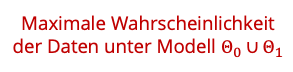 Maximale Wahrscheinlichkeit
der Daten unter Modell Θ₀ ∪ Θ₁